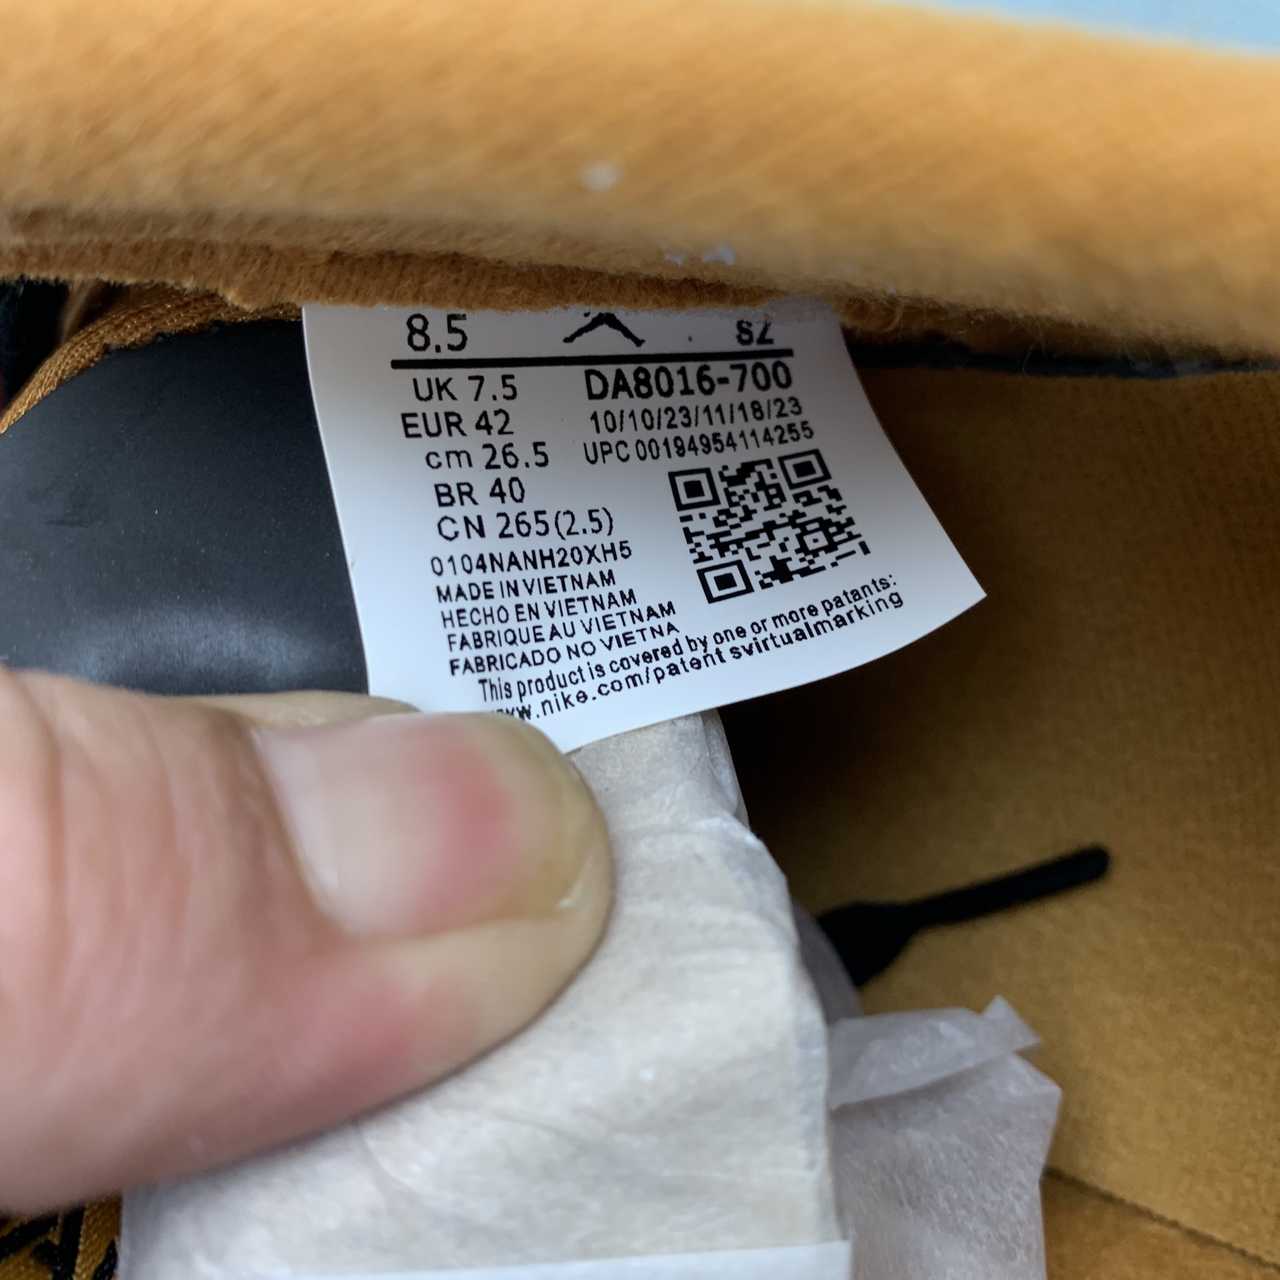 8.5 SZ
UK 7.5 DA8016-700
EUR 42 10/10/23/11/18/23
cm 26.5 UPC 00194954114255
BR 40
CN 265(2.5)
0104NANH20XH5
MADE IN VIETNAM
HECHO EN VIETNAM
FABRIQUE AU VIETNAM
FABRICADO NO VIETNA
This product is covered by one or more patants:
www.nike.com/patent svirtualmarking